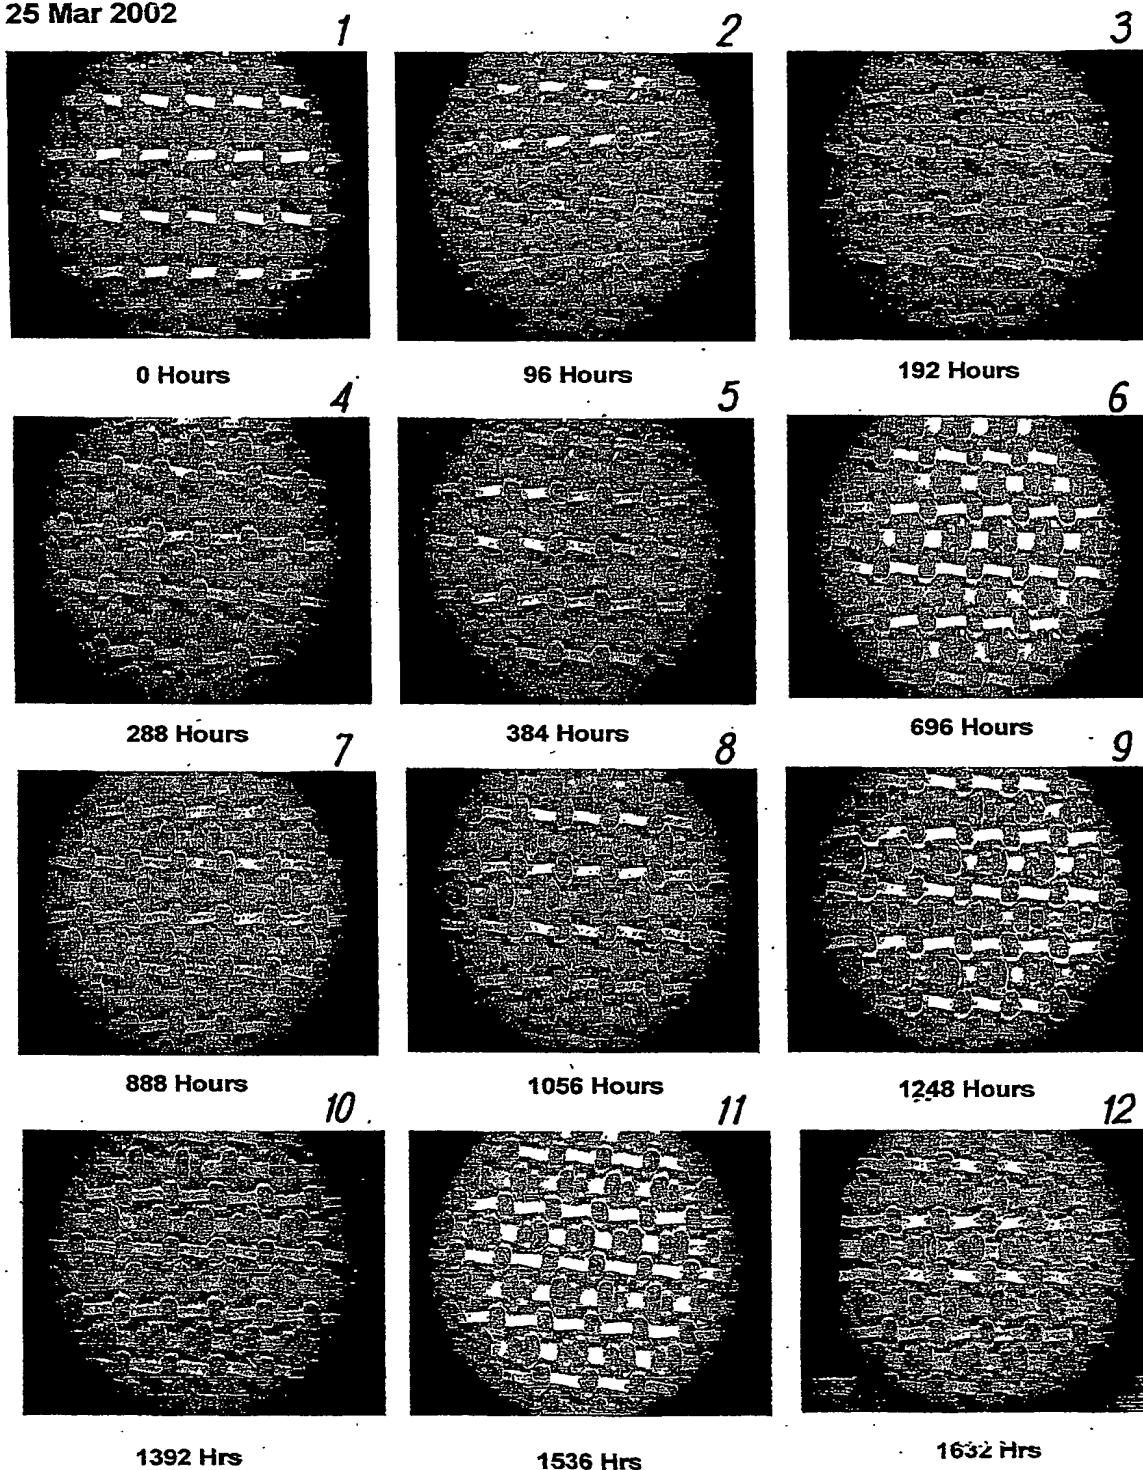 25 Mar 2002
1
2
3
0 Hours
96 Hours
192 Hours
4
5
6
288 Hours
384 Hours
696 Hours
7
8
9
888 Hours
1056 Hours
1248 Hours
10
11
12
1392 Hrs
1536 Hrs
1632 Hrs